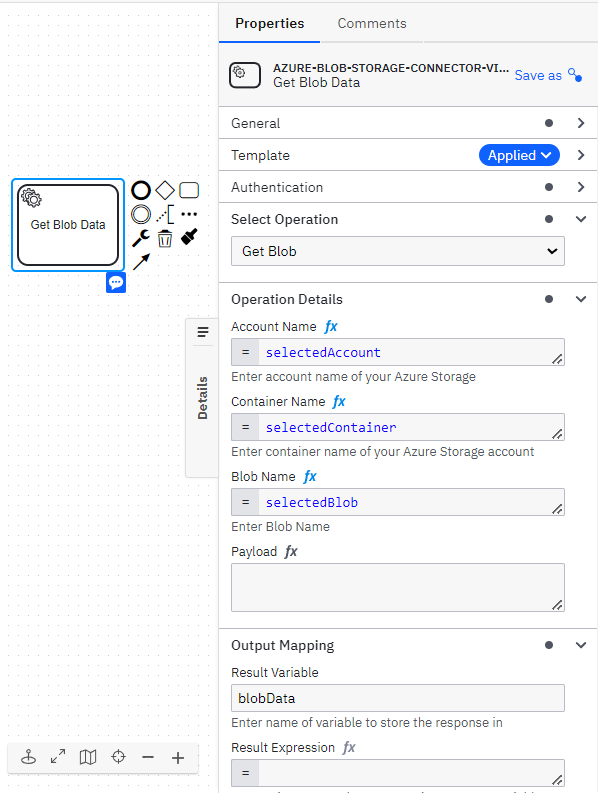 Properties
Comments
AZURE-BLOB-STORAGE-CONNECTOR-VI...
Get Blob Data
Save as
General
Template
Applied
Authentication
Select Operation
Get Blob
Get Blob Data
Details
Operation Details
Account Name fx
= selectedAccount
Enter account name of your Azure Storage
Container Name fx
= selectedContainer
Enter container name of your Azure Storage account
Blob Name fx
= selectedBlob
Enter Blob Name
Payload fx
Output Mapping
Result Variable
blobData
Enter name of variable to store the response in
Result Expression fx
=